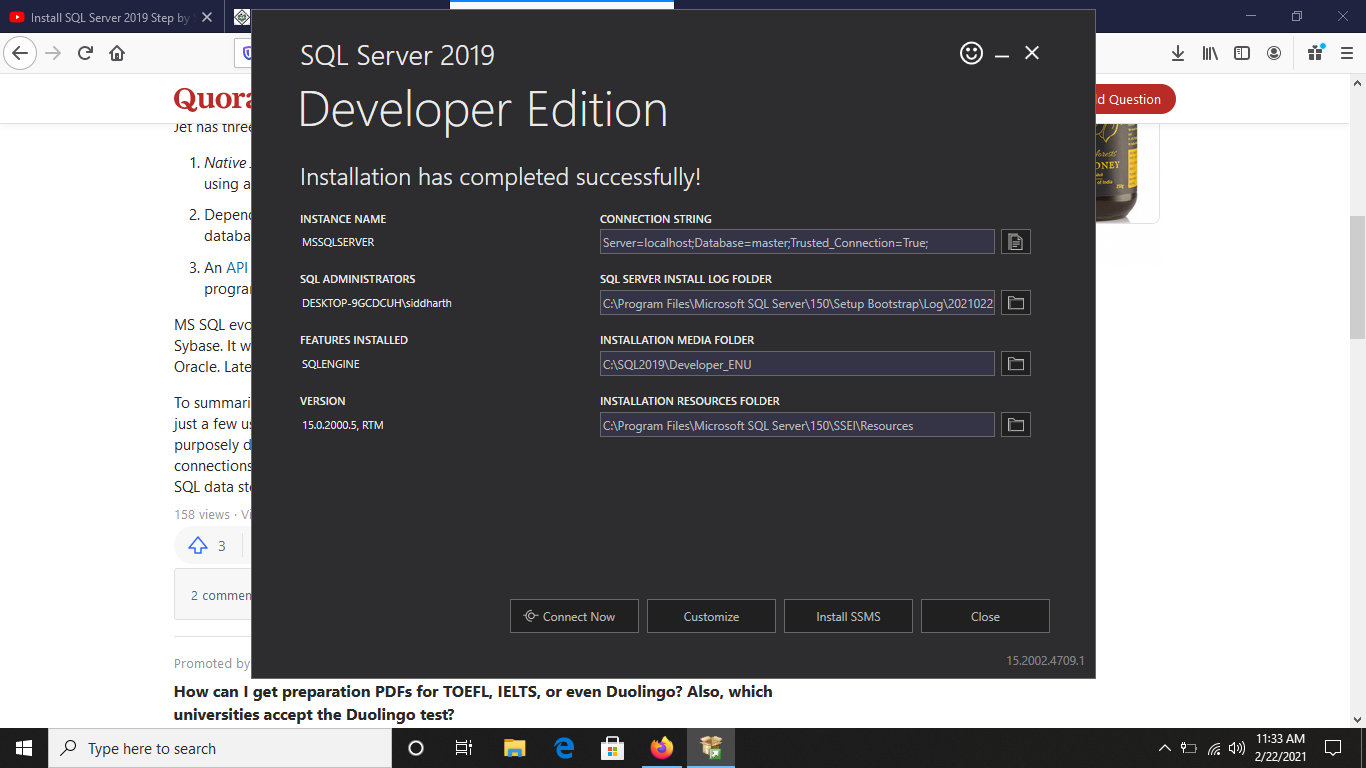 Install SQL Server 2019 Step by
SQL Server 2019
Developer Edition
Installation has completed successfully!
INSTANCE NAME
MSSQLSERVER
CONNECTION STRING
Server=localhost;Database=master;Trusted_Connection=True;
SQL ADMINISTRATORS
DESKTOP-9GCDCUH\siddharth
SQL SERVER INSTALL LOG FOLDER
C:\Program Files\Microsoft SQL Server\150\Setup Bootstrap\Log\2021022
FEATURES INSTALLED
SQLENGINE
INSTALLATION MEDIA FOLDER
C:\SQL2019\Developer_ENU
VERSION
15.0.2000.5, RTM
INSTALLATION RESOURCES FOLDER
C:\Program Files\Microsoft SQL Server\150\SSEI\Resources
Connect Now
Customize
Install SSMS
Close
15.2002.4709.1
Quora
d Question
Jet has three
1. Native
using a
2. Depend
databa
3. An API
progra
MS SQL evo
Sybase. It w
Oracle. Late
To summari
just a few us
purposely d
connections
SQL data sto
158 views · Vi
3
2 commen
Promoted by
How can I get preparation PDFs for TOEFL, IELTS, or even Duolingo? Also, which
universities accept the Duolingo test?
ONEY
of India
Type here to search
11:33 AM
2/22/2021